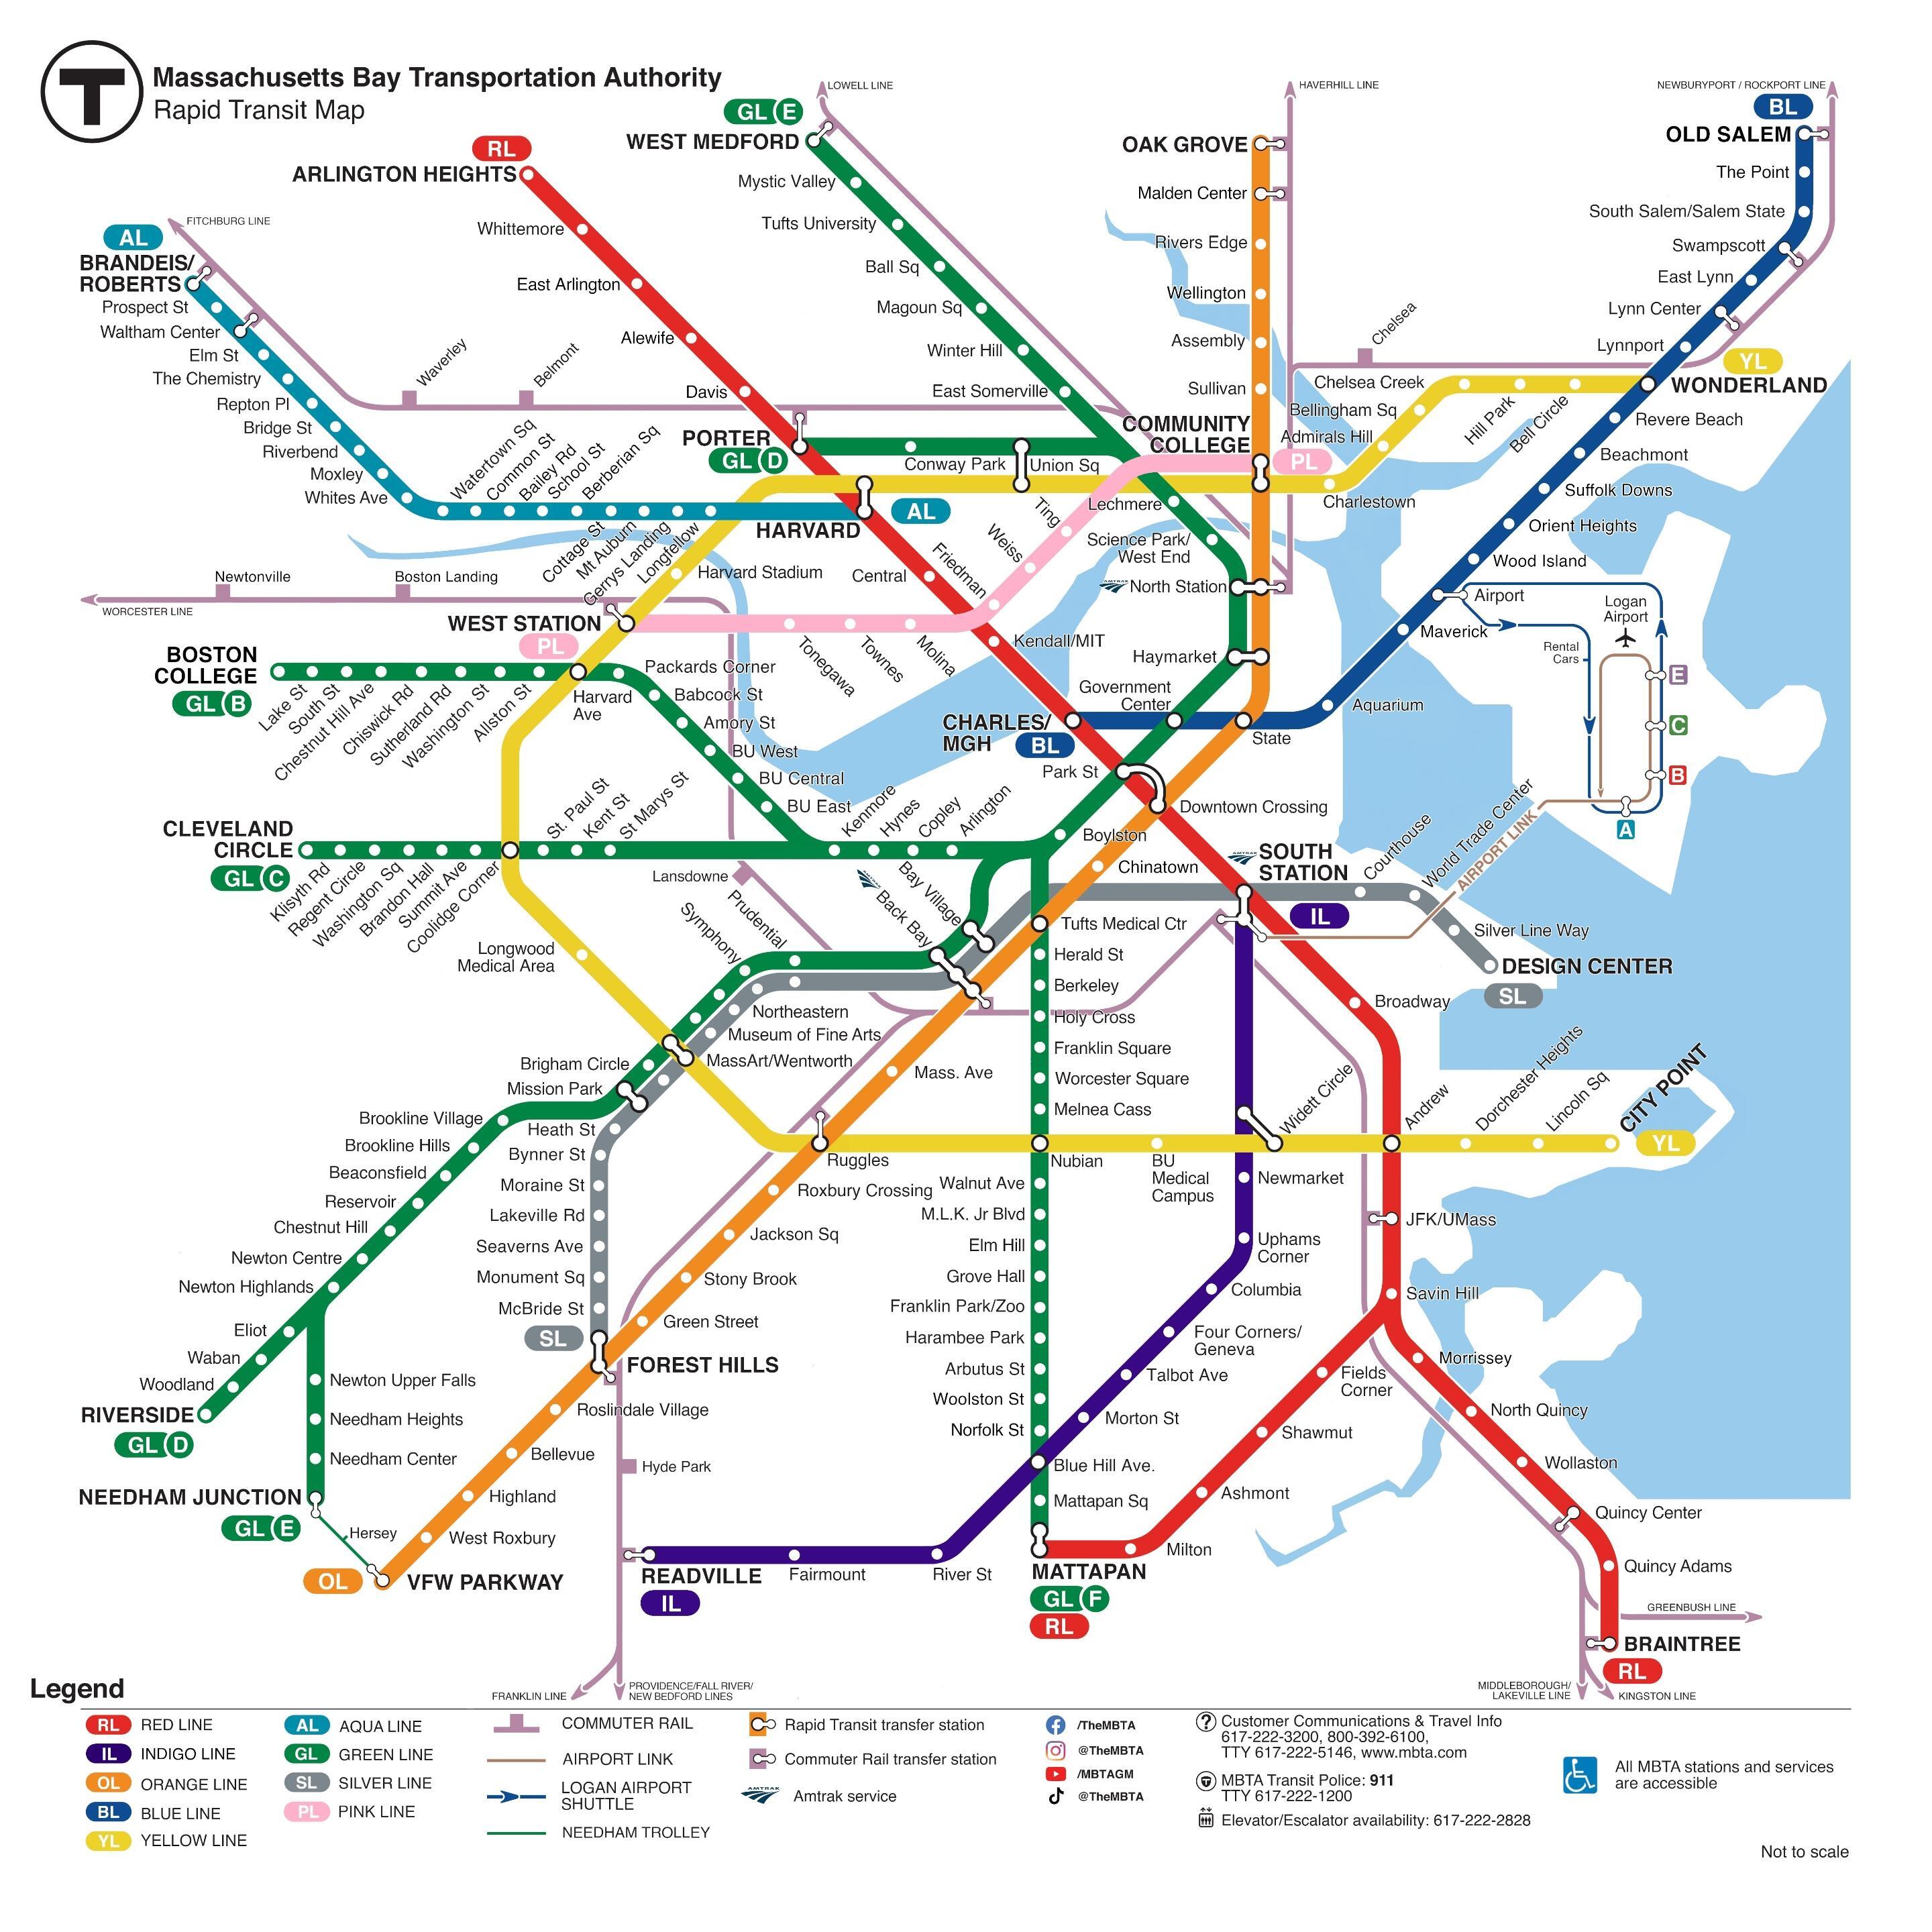 T
Massachusetts Bay Transportation Authority
Rapid Transit Map
LOWELL LINE
HAVERHILL LINE
NEWBURYPORT / ROCKPORT LINE
GL E
WEST MEDFORD
Mystic Valley
Tufts University
Ball Sq
Magoun Sq
Winter Hill
East Somerville
RL
ARLINGTON HEIGHTS
Whittemore
East Arlington
Alewife
Davis
PORTER
GL D
Conway Park
Union Sq
FITCHBURG LINE
AL
BRANDEIS/
ROBERTS
Prospect St
Waltham Center
Elm St
The Chemistry
Repton Pl
Bridge St
Riverbend
Moxley
Whites Ave
Waverley
Belmont
Watertown Sq
Common St
Bailey Rd
School St
Berberian Sq
Cottage St
Mt Auburn
Gerrys Landing
Longfellow
HARVARD
AL
OAK GROVE
Malden Center
Rivers Edge
Wellington
Assembly
Sullivan
COMMUNITY
COLLEGE
PL
BL
OLD SALEM
The Point
South Salem/Salem State
Swampscott
East Lynn
Lynn Center
Lynnport
YL
WONDERLAND
Chelsea
Chelsea Creek
Bellingham Sq
Admirals Hill
Hill Park
Bell Circle
Charlestown
Revere Beach
Beachmont
Suffolk Downs
Orient Heights
Wood Island
Airport
Maverick
Aquarium
Logan
Airport
Rental
Cars
E
C
B
A
Lechmere
Science Park/
West End
AMTRAK
North Station
Haymarket
Government
Center
State
Ting
Weiss
Friedman
Central
Kendall/MIT
Harvard Stadium
Newtonville
Boston Landing
WORCESTER LINE
WEST STATION
PL
Tonegawa
Townes
Molina
BOSTON
COLLEGE
GL B
Lake St
South St
Chestnut Hill Ave
Chiswick Rd
Sutherland Rd
Washington St
Allston St
Harvard
Ave
Packards Corner
Babcock St
Amory St
BU West
BU Central
BU East
CHARLES/
MGH
BL
Park St
Downtown Crossing
CLEVELAND
CIRCLE
GL C
Klisyth Rd
Regent Circle
Washington Sq
Brandon Hall
Summit Ave
Coolidge Corner
St. Paul St
Kent St
St Marys St
Kenmore
Hynes
Copley
Arlington
Boylston
Chinatown
AMTRAK
SOUTH
STATION
IL
Courthouse
World Trade Center
AIRPORT LINK
Silver Line Way
DESIGN CENTER
SL
Lansdowne
AMTRAK
Back Bay
Bay Village
Prudential
Symphony
Northeastern
Museum of Fine Arts
MassArt/Wentworth
Longwood
Medical Area
Brigham Circle
Mission Park
Brookline Village
Brookline Hills
Beaconsfield
Reservoir
Chestnut Hill
Newton Centre
Newton Highlands
Eliot
Waban
Woodland
RIVERSIDE
GL D
Newton Upper Falls
Needham Heights
Needham Center
NEEDHAM JUNCTION
GL E
Hersey
Heath St
Bynner St
Moraine St
Lakeville Rd
Seaverns Ave
Monument Sq
McBride St
SL
FOREST HILLS
Mass. Ave
Ruggles
Roxbury Crossing
Jackson Sq
Stony Brook
Green Street
Roslindale Village
Bellevue
Highland
West Roxbury
OL
VFW PARKWAY
Hyde Park
Tufts Medical Ctr
Herald St
Berkeley
Holy Cross
Franklin Square
Worcester Square
Melnea Cass
Nubian
Walnut Ave
M.L.K. Jr Blvd
Elm Hill
Grove Hall
Franklin Park/Zoo
Harambee Park
Arbutus St
Woolston St
Norfolk St
Blue Hill Ave.
Mattapan Sq
MATTAPAN
GL F
RL
Milton
Ashmont
Shawmut
Fields
Corner
BU
Medical
Campus
Widett Circle
Newmarket
Uphams
Corner
Columbia
Four Corners/
Geneva
Talbot Ave
Morton St
River St
Fairmount
READVILLE
IL
Broadway
Andrew
Dorchester Heights
Lincoln Sq
CITY POINT
YL
JFK/UMass
Savin Hill
Morrissey
North Quincy
Wollaston
Quincy Center
Quincy Adams
GREENBUSH LINE
BRAINTREE
RL
MIDDLEBOROUGH/
LAKEVILLE LINE
KINGSTON LINE
FRANKLIN LINE
PROVIDENCE/FALL RIVER/
NEW BEDFORD LINES
Legend
RL RED LINE
IL INDIGO LINE
OL ORANGE LINE
BL BLUE LINE
YL YELLOW LINE
AL AQUA LINE
GL GREEN LINE
SL SILVER LINE
PL PINK LINE
COMMUTER RAIL
AIRPORT LINK
LOGAN AIRPORT
SHUTTLE
NEEDHAM TROLLEY
Rapid Transit transfer station
Commuter Rail transfer station
AMTRAK
Amtrak service
/TheMBTA
@TheMBTA
/MBTAGM
@TheMBTA
Customer Communications & Travel Info
617-222-3200, 800-392-6100,
TTY 617-222-5146, www.mbta.com
MBTA Transit Police: 911
TTY 617-222-1200
Elevator/Escalator availability: 617-222-2828
All MBTA stations and services
are accessible
Not to scale